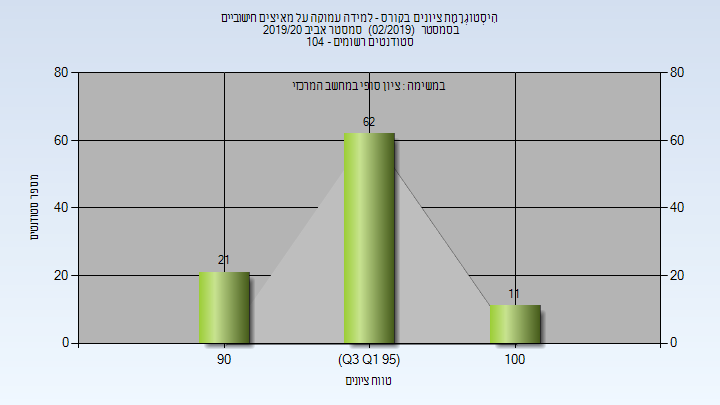 היסטוגרמת ציונים בקורס - למידה עמוקה על מאיצים חישוביים
בסמסטר (02/2019) סמסטר אביב 2019/20
סטודנטים רשומים - 104
במשימה : ציון סופי במחשב המרכזי
80 80
62
60 60
מספר סטודנטים
40 40
21
20 20
11
0 0
90 (Q3 Q1 95) 100
טווח ציונים